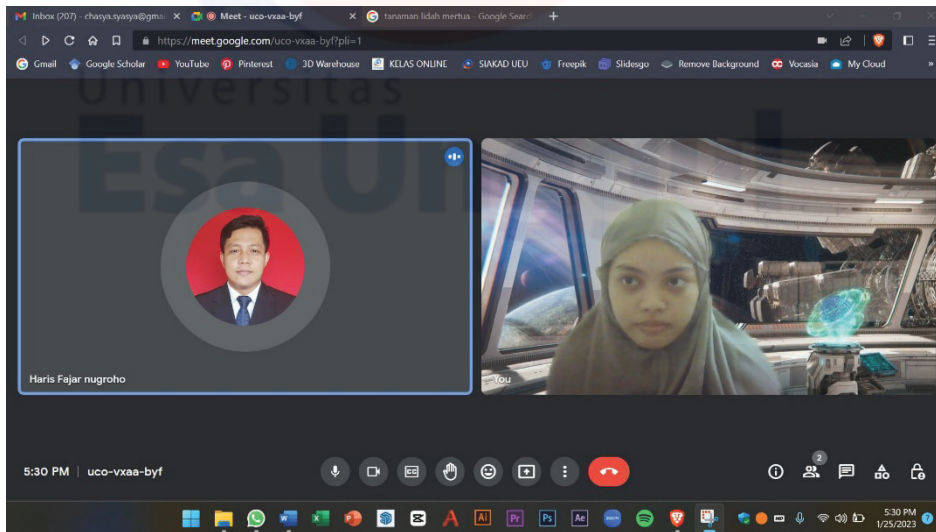 Inbox (207) - chasya.syasya@gmai
Meet - uco-vxaa-byf
tanaman lidah mertua - Google Searc
https://meet.google.com/uco-vxaa-byf?pli=1
Gmail Google Scholar YouTube Pinterest 3D Warehouse KELAS ONLINE SIAKAD UEU Freepik Slidesgo Remove Background Vocasia My Cloud »
Universitas
Esa Un
Haris Fajar nugroho
You
5:30 PM | uco-vxaa-byf
2
5:30 PM
1/25/2023